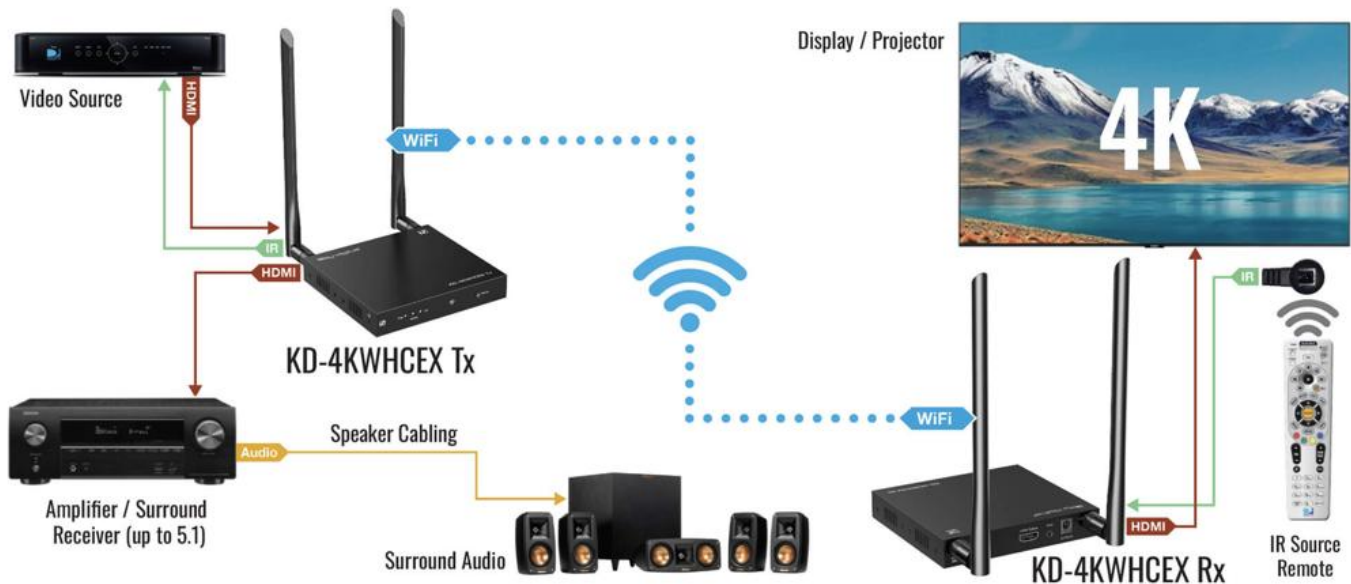 Video Source
HDMI
WiFi
IR
HDMI
KD-4KWHCEX Tx
Display / Projector
4K
IR
WiFi
HDMI
KD-4KWHCEX Rx
IR Source
Remote
Audio
Speaker Cabling
Amplifier / Surround
Receiver (up to 5.1)
Surround Audio